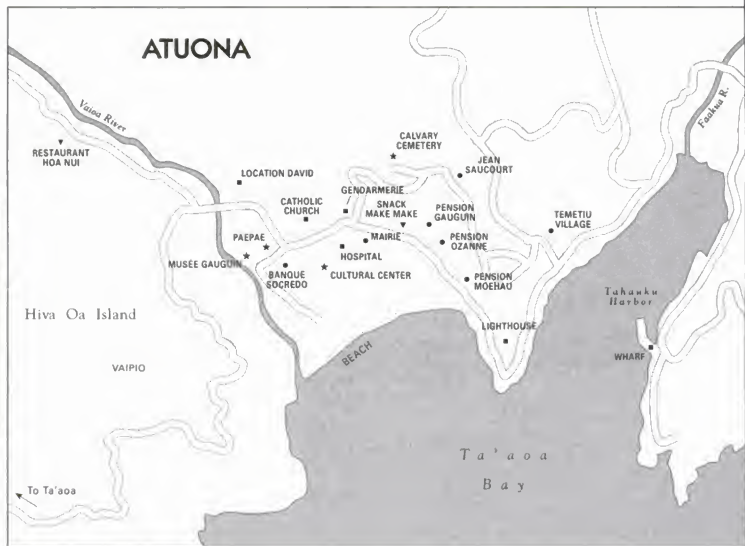 ATUONA
Vaioa River
Faakua R.
RESTAURANT
HOA NUI
LOCATION DAVID
CALVARY
CEMETERY
JEAN
SAUCOURT
GENDARMERIE
CATHOLIC
CHURCH
SNACK
MAKE MAKE
PENSION
GAUGUIN
TEMETIU
VILLAGE
PAEPAE
MAIRIE
PENSION
OZANNE
MUSÉE GAUGUIN
HOSPITAL
BANQUE
SOCREDO
CULTURAL CENTER
PENSION
MOEHAU
Tahauku
Harbor
Hiva Oa Island
LIGHTHOUSE
BEACH
WHARF
VAIPIO
Ta'aoa
Bay
To Ta'aoa